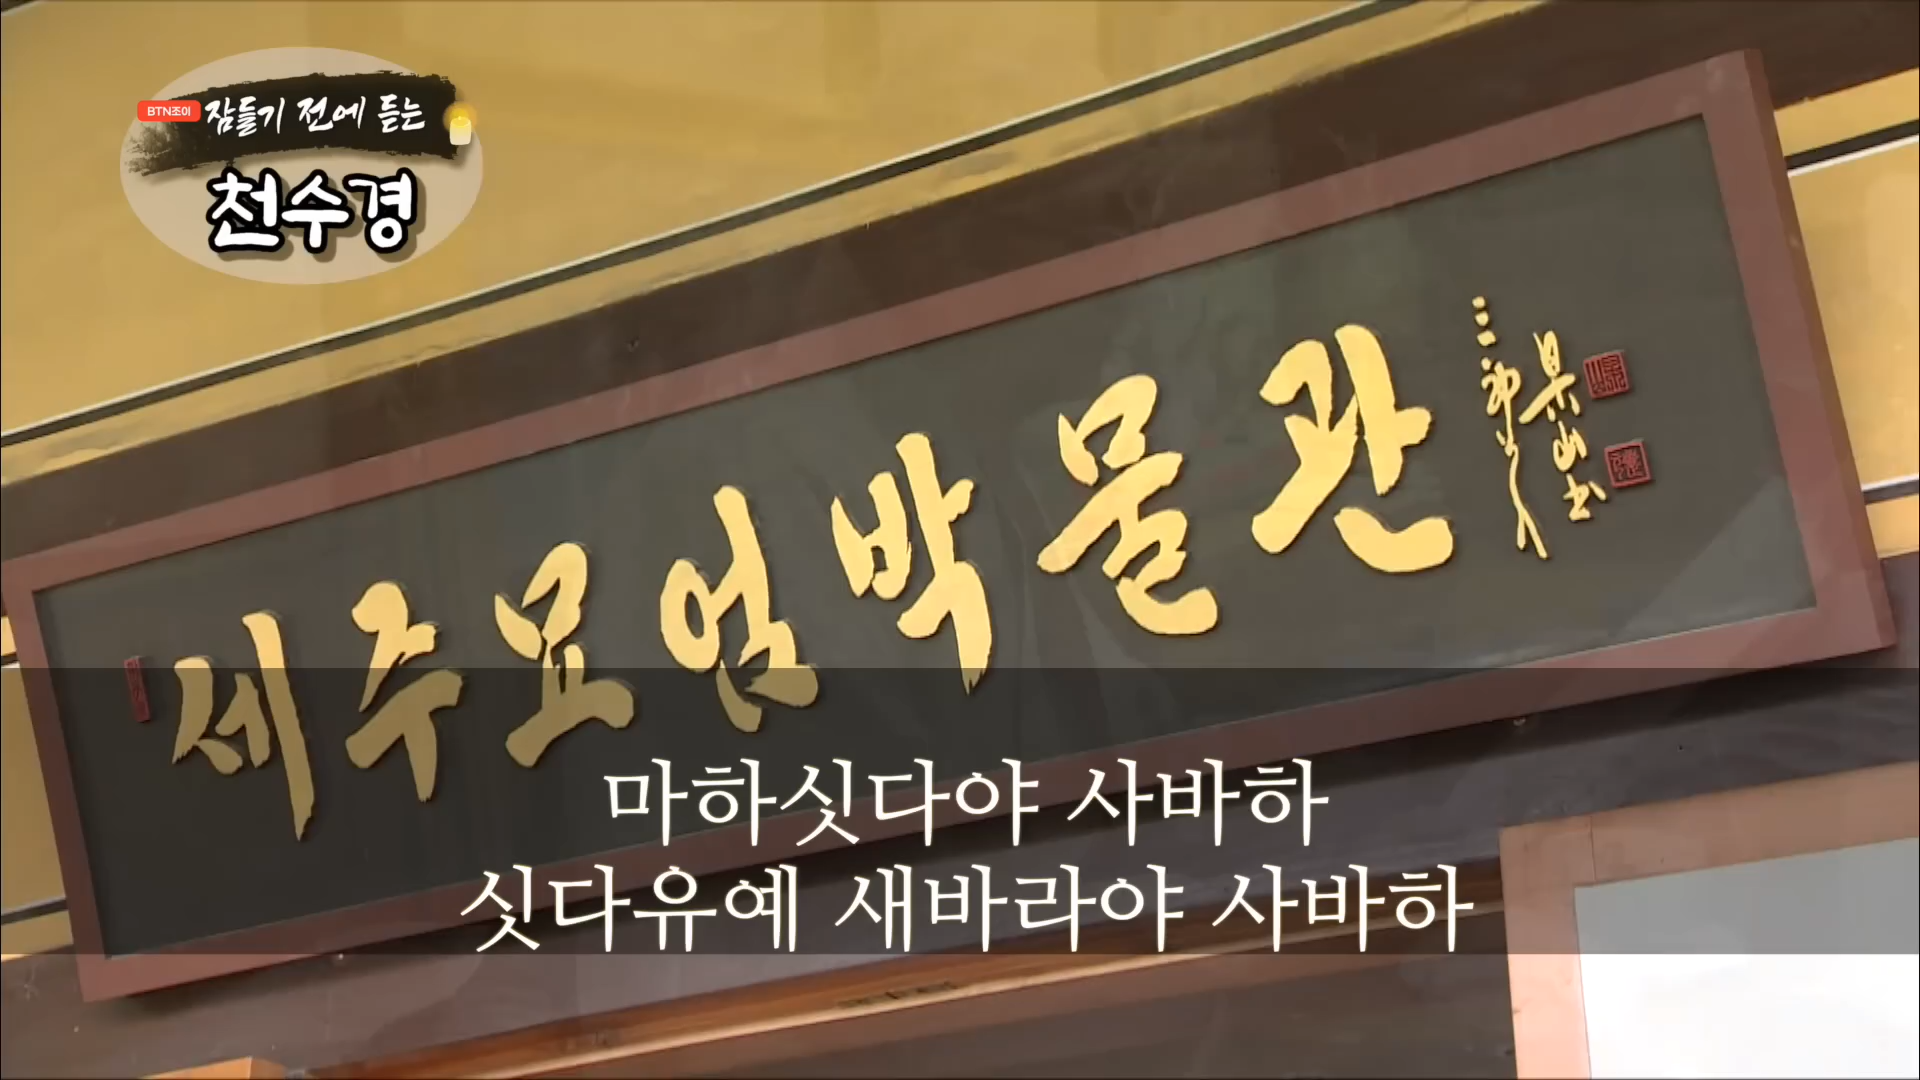 BTN조이
잠들기 전에 듣는
천수경
세주묘엄박물관
마하싯다야 사바하
싯다유예 새바라야 사바하